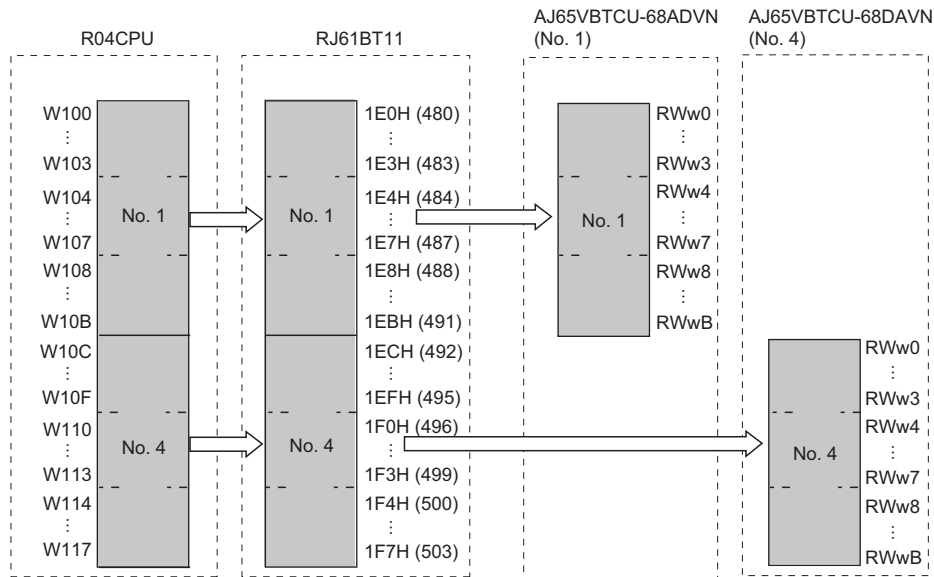 R04CPU
RJ61BT11
AJ65VBTCU-68ADVN
(No. 1)
AJ65VBTCU-68DAVN
(No. 4)
W100
⋮
W103
W104
⋮
W107
W108
⋮
W10B
W10C
⋮
W10F
W110
⋮
W113
W114
⋮
W117
No. 1
No. 4
No. 1
No. 4
1E0H (480)
⋮
1E3H (483)
1E4H (484)
⋮
1E7H (487)
1E8H (488)
⋮
1EBH (491)
1ECH (492)
⋮
1EFH (495)
1F0H (496)
⋮
1F3H (499)
1F4H (500)
⋮
1F7H (503)
No. 1
RWw0
⋮
RWw3
RWw4
⋮
RWw7
RWw8
⋮
RWwB
No. 4
RWw0
⋮
RWw3
RWw4
⋮
RWw7
RWw8
⋮
RWwB